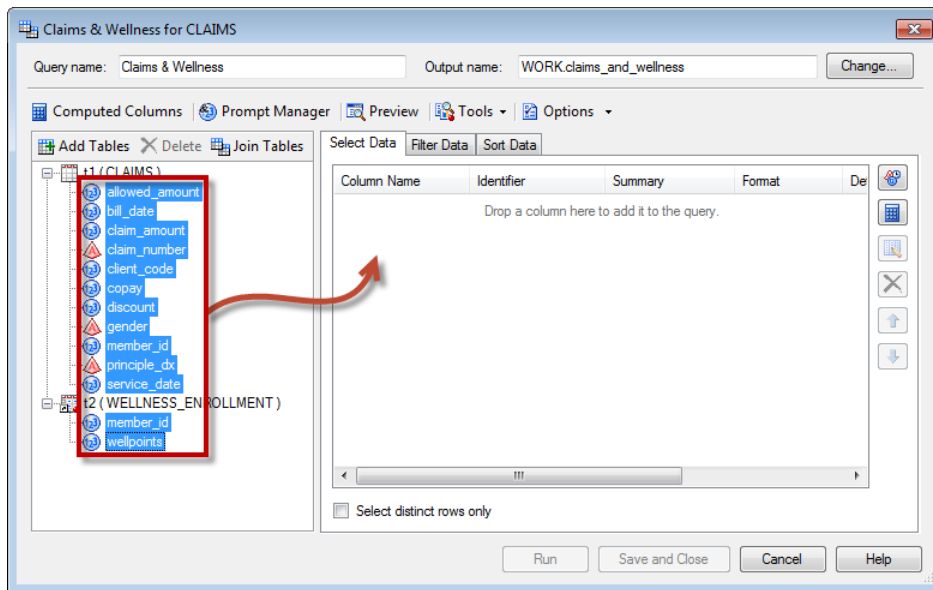 Claims & Wellness for CLAIMS
Query name: Claims & Wellness Output name: WORK.claims_and_wellness Change...
Computed Columns Prompt Manager Preview Tools Options
Add Tables Delete Join Tables Select Data Filter Data Sort Data
t1 (CLAIMS)
Column Name Identifier Summary Format Det
allowed_amount
bill_date
Drop a column here to add it to the query.
claim_amount
claim_number
client_code
copay
discount
gender
member_id
principle_dx
service_date
t2 (WELLNESS_ENROLLMENT)
member_id
wellpoints
Select distinct rows only
Run Save and Close Cancel Help